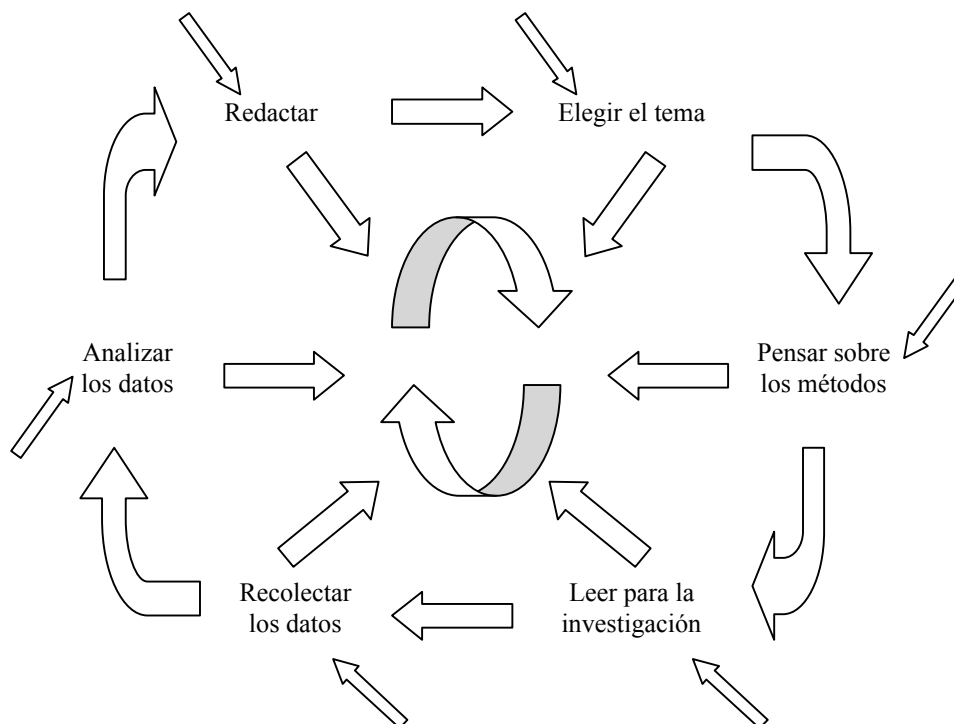 Redactar
Elegir el tema
Analizar
los datos
Pensar sobre
los métodos
Recolectar
los datos
Leer para la
investigación